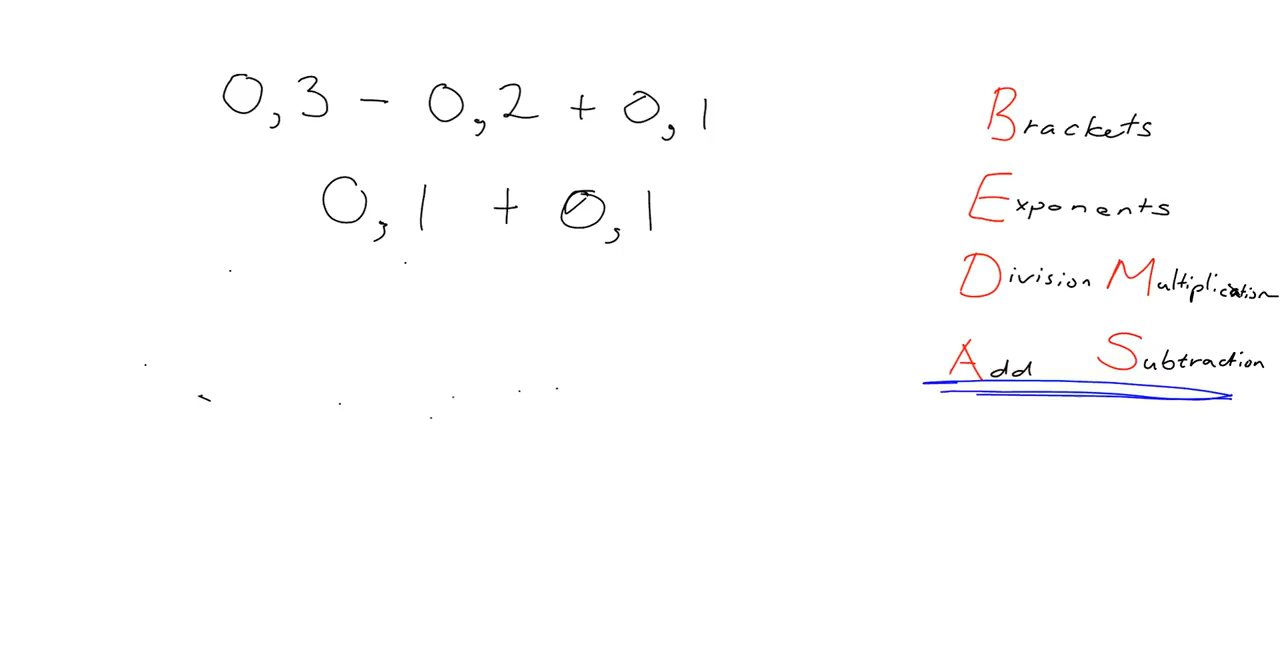 0,3 - 0,2 + 0,1
0,1 + 0,1
Brackets
Exponents
Division Multiplication
Add Subtraction